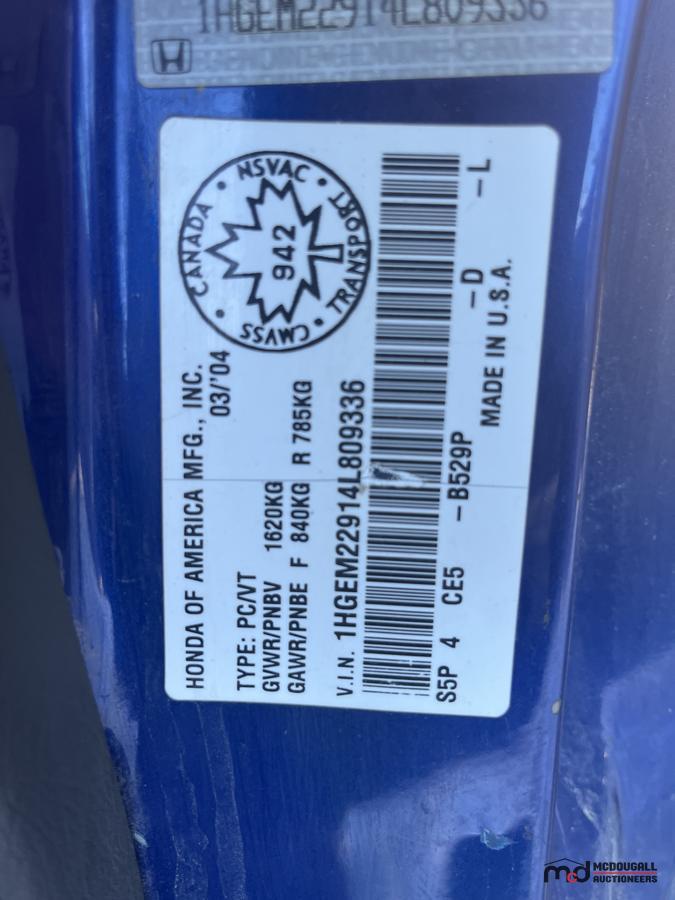 1HGEM22914L809336
HONDA OF AMERICA MFG., INC.
03/'04
TYPE: PC/VT
GVWR/PNBV 1620KG
GAWR/PNBE F 840KG R 785KG
V.I.N. 1HGEM22914L809336
S5P 4 CE5 -B529P -D -L
MADE IN U.S.A.
CANADA • NSVAC • TRANSPORT • CMVSS •
942
mcd MCDOUGALL
AUCTIONEERS